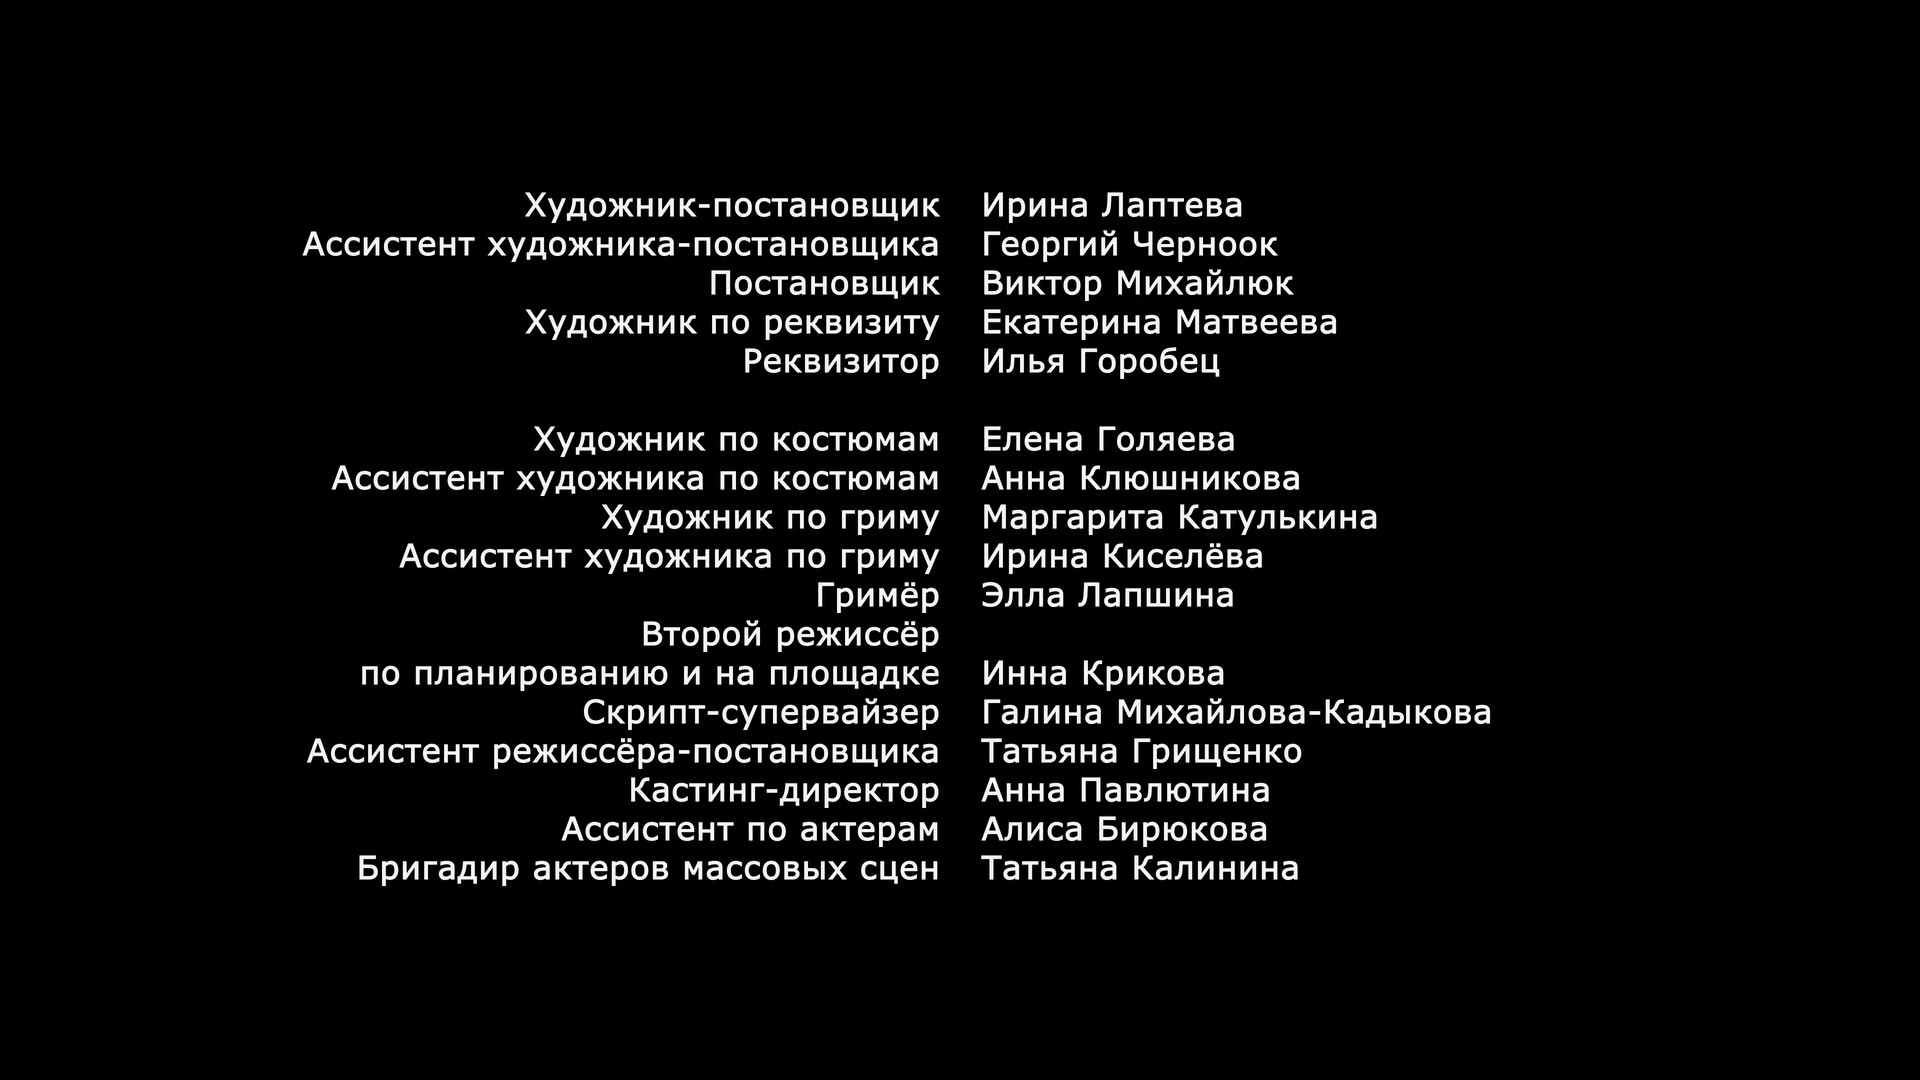 Художник-постановщик Ирина Лаптева
Ассистент художника-постановщика Георгий Черноок
Постановщик Виктор Михайлюк
Художник по реквизиту Екатерина Матвеева
Реквизитор Илья Горобец
Художник по костюмам Елена Голяева
Ассистент художника по костюмам Анна Клюшникова
Художник по гриму Маргарита Катулькина
Ассистент художника по гриму Ирина Киселёва
Гримёр Элла Лапшина
Второй режиссёр
по планированию и на площадке Инна Крикова
Скрипт-супервайзер Галина Михайлова-Кадыкова
Ассистент режиссёра-постановщика Татьяна Грищенко
Кастинг-директор Анна Павлютина
Ассистент по актерам Алиса Бирюкова
Бригадир актеров массовых сцен Татьяна Калинина